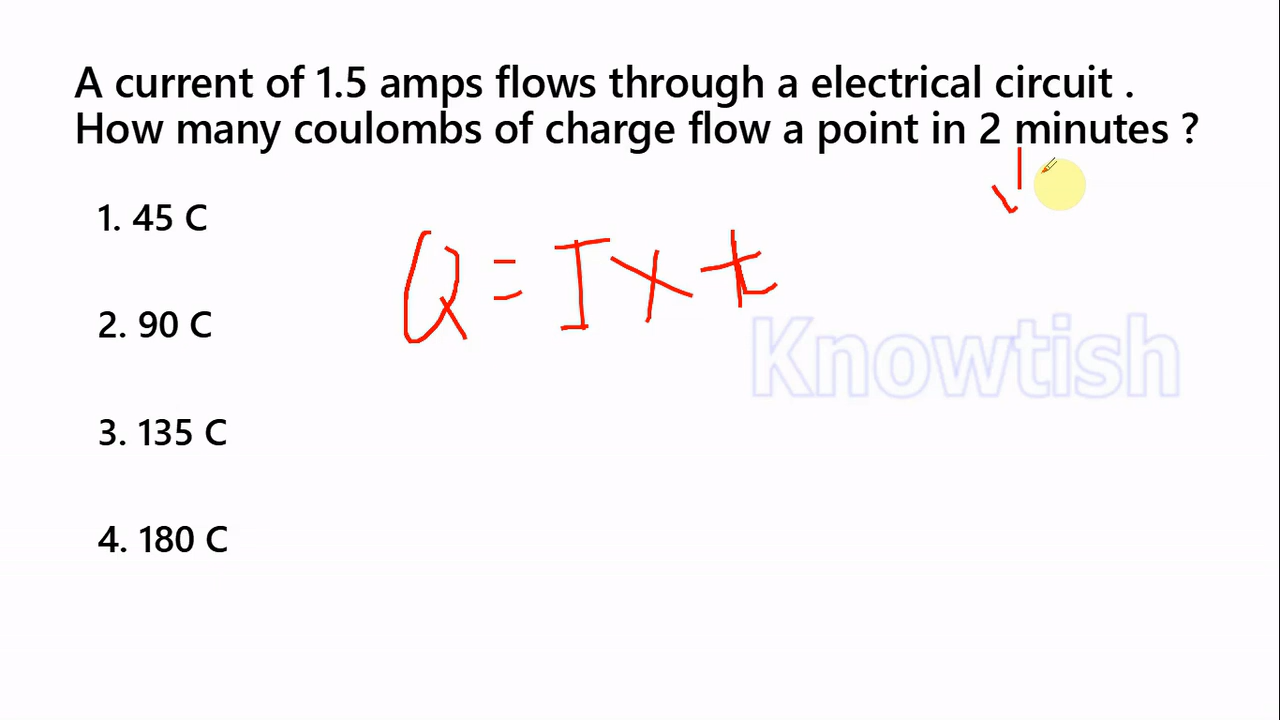 A current of 1.5 amps flows through a electrical circuit .
How many coulombs of charge flow a point in 2 minutes ?
1. 45 C
Q = I X t
2. 90 C
Knowtish
3. 135 C
4. 180 C